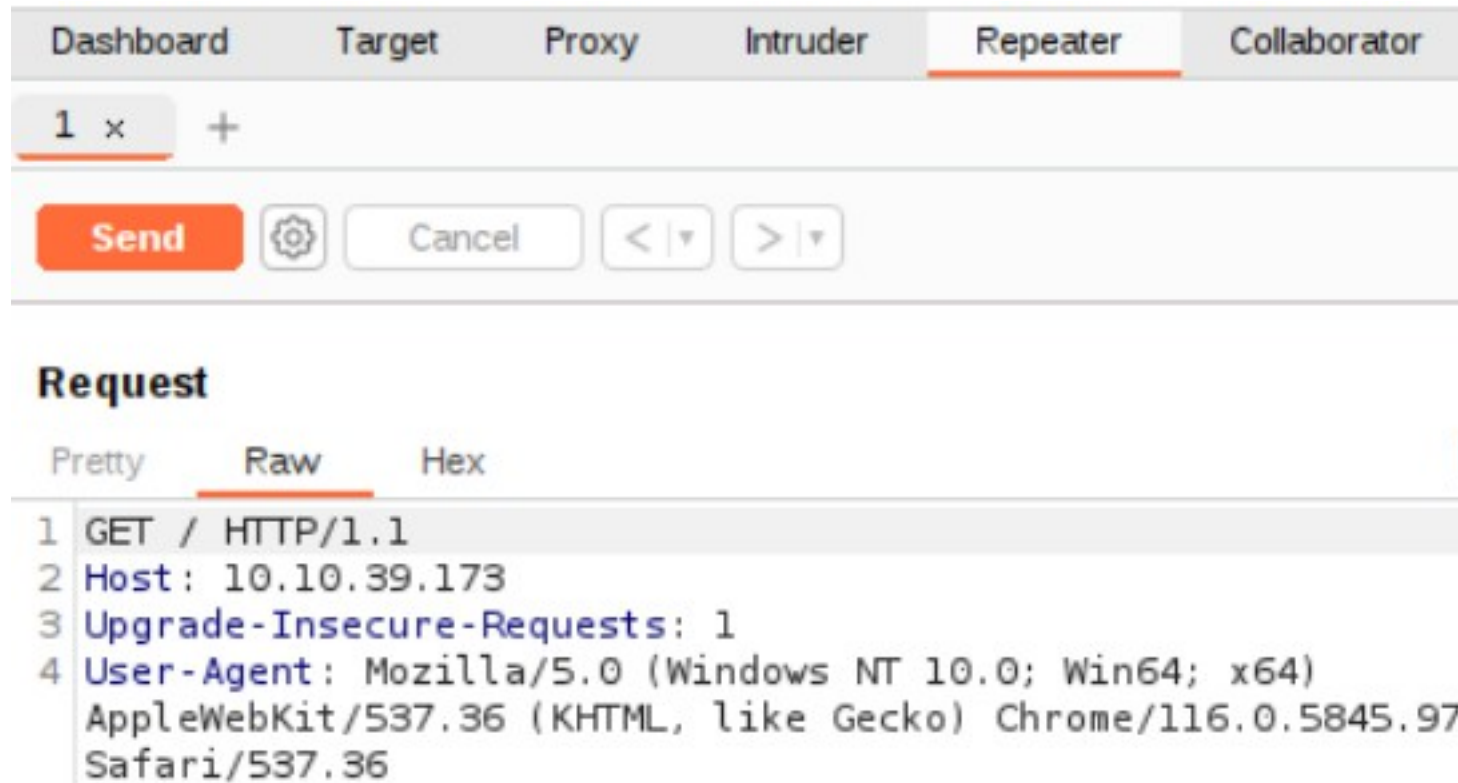 Dashboard Target Proxy Intruder Repeater Collaborator
1 × +
Send Cancel < > 
Request
Pretty Raw Hex
1 GET / HTTP/1.1
2 Host: 10.10.39.173
3 Upgrade-Insecure-Requests: 1
4 User-Agent: Mozilla/5.0 (Windows NT 10.0; Win64; x64)
AppleWebKit/537.36 (KHTML, like Gecko) Chrome/116.0.5845.97
Safari/537.36